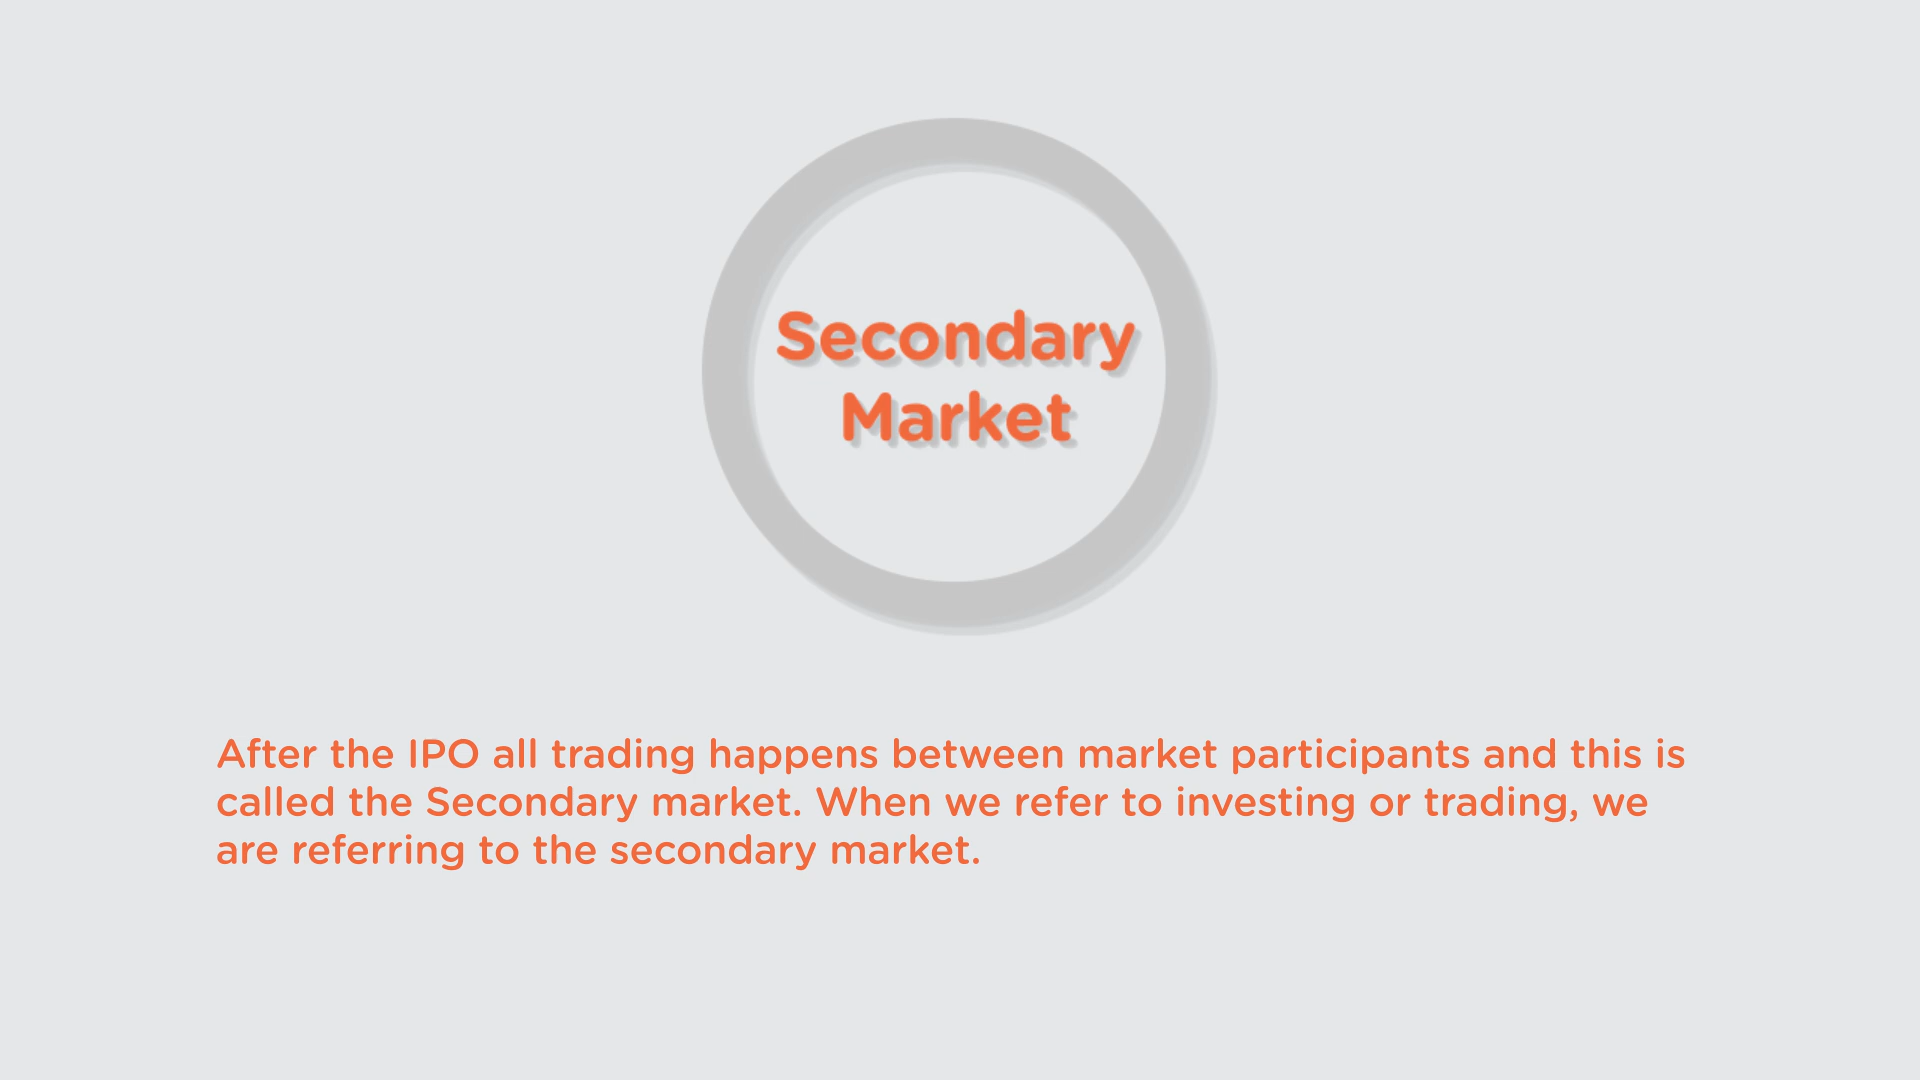 Secondary
Market
After the IPO all trading happens between market participants and this is
called the Secondary market. When we refer to investing or trading, we
are referring to the secondary market.